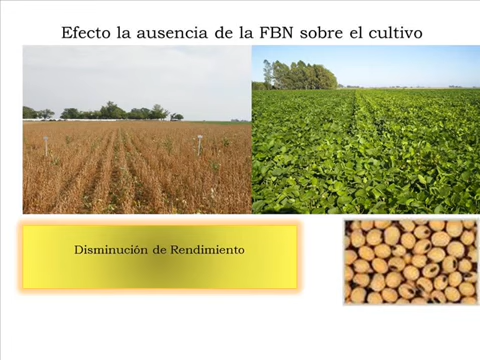 Efecto la ausencia de la FBN sobre el cultivo
Disminución de Rendimiento